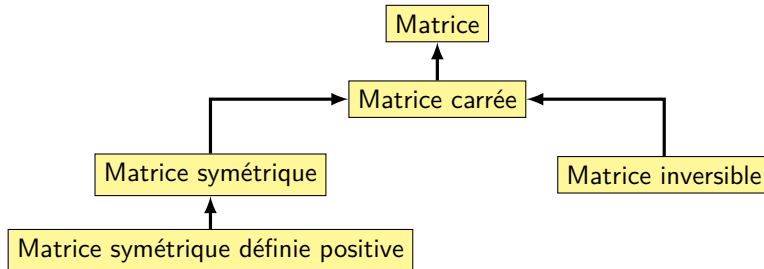 Matrice
Matrice carrée
Matrice symétrique
Matrice inversible
Matrice symétrique définie positive